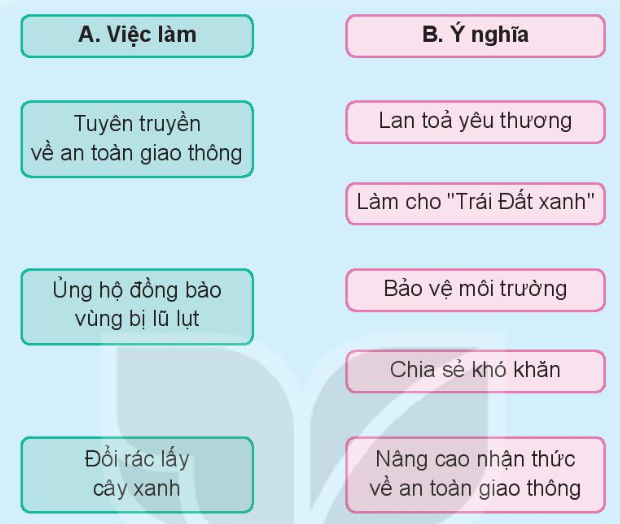 A. Việc làm
B. Ý nghĩa
Tuyên truyền
về an toàn giao thông
Lan toả yêu thương
Làm cho "Trái Đất xanh"
Ủng hộ đồng bào
vùng bị lũ lụt
Bảo vệ môi trường
Chia sẻ khó khăn
Đổi rác lấy
cây xanh
Nâng cao nhận thức
về an toàn giao thông